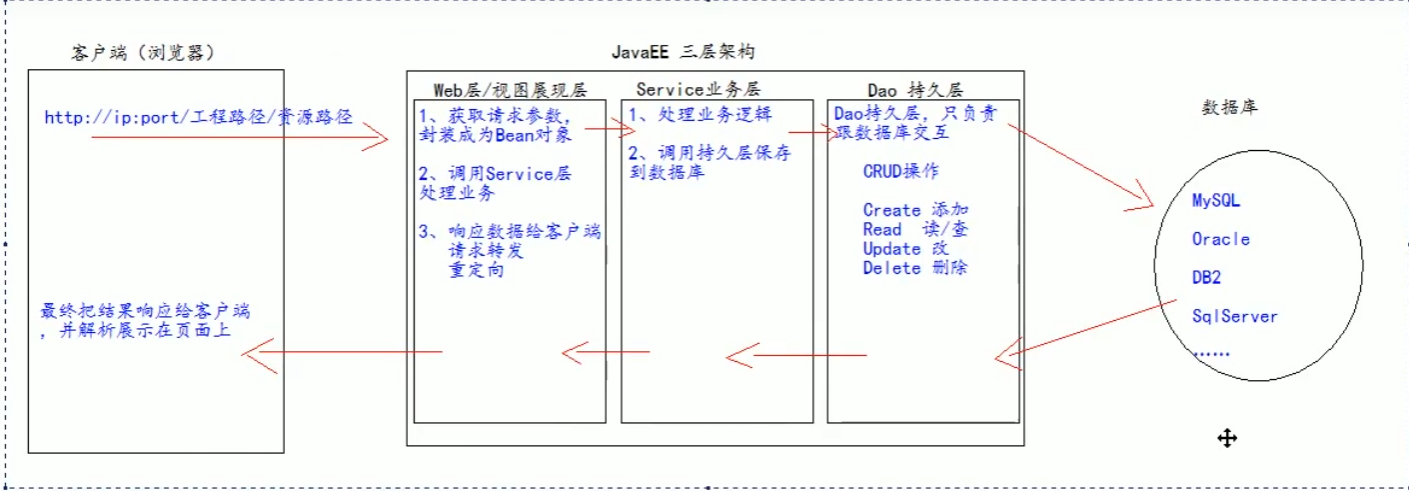 客户端（浏览器）
http://ip:port/工程路径/资源路径
最终把结果响应给客户端
，并解析展示在页面上
JavaEE 三层架构
Web层/视图展现层
1、获取请求参数，
封装成为Bean对象
2、调用Service层
处理业务
3、响应数据给客户端
请求转发
重定向
Service业务层
1、处理业务逻辑
2、调用持久层保存
到数据库
Dao 持久层
Dao持久层，只负责
跟数据库交互
CRUD操作
Create 添加
Read 读/查
Update 改
Delete 删除
数据库
MySQL
Oracle
DB2
SqlServer
......